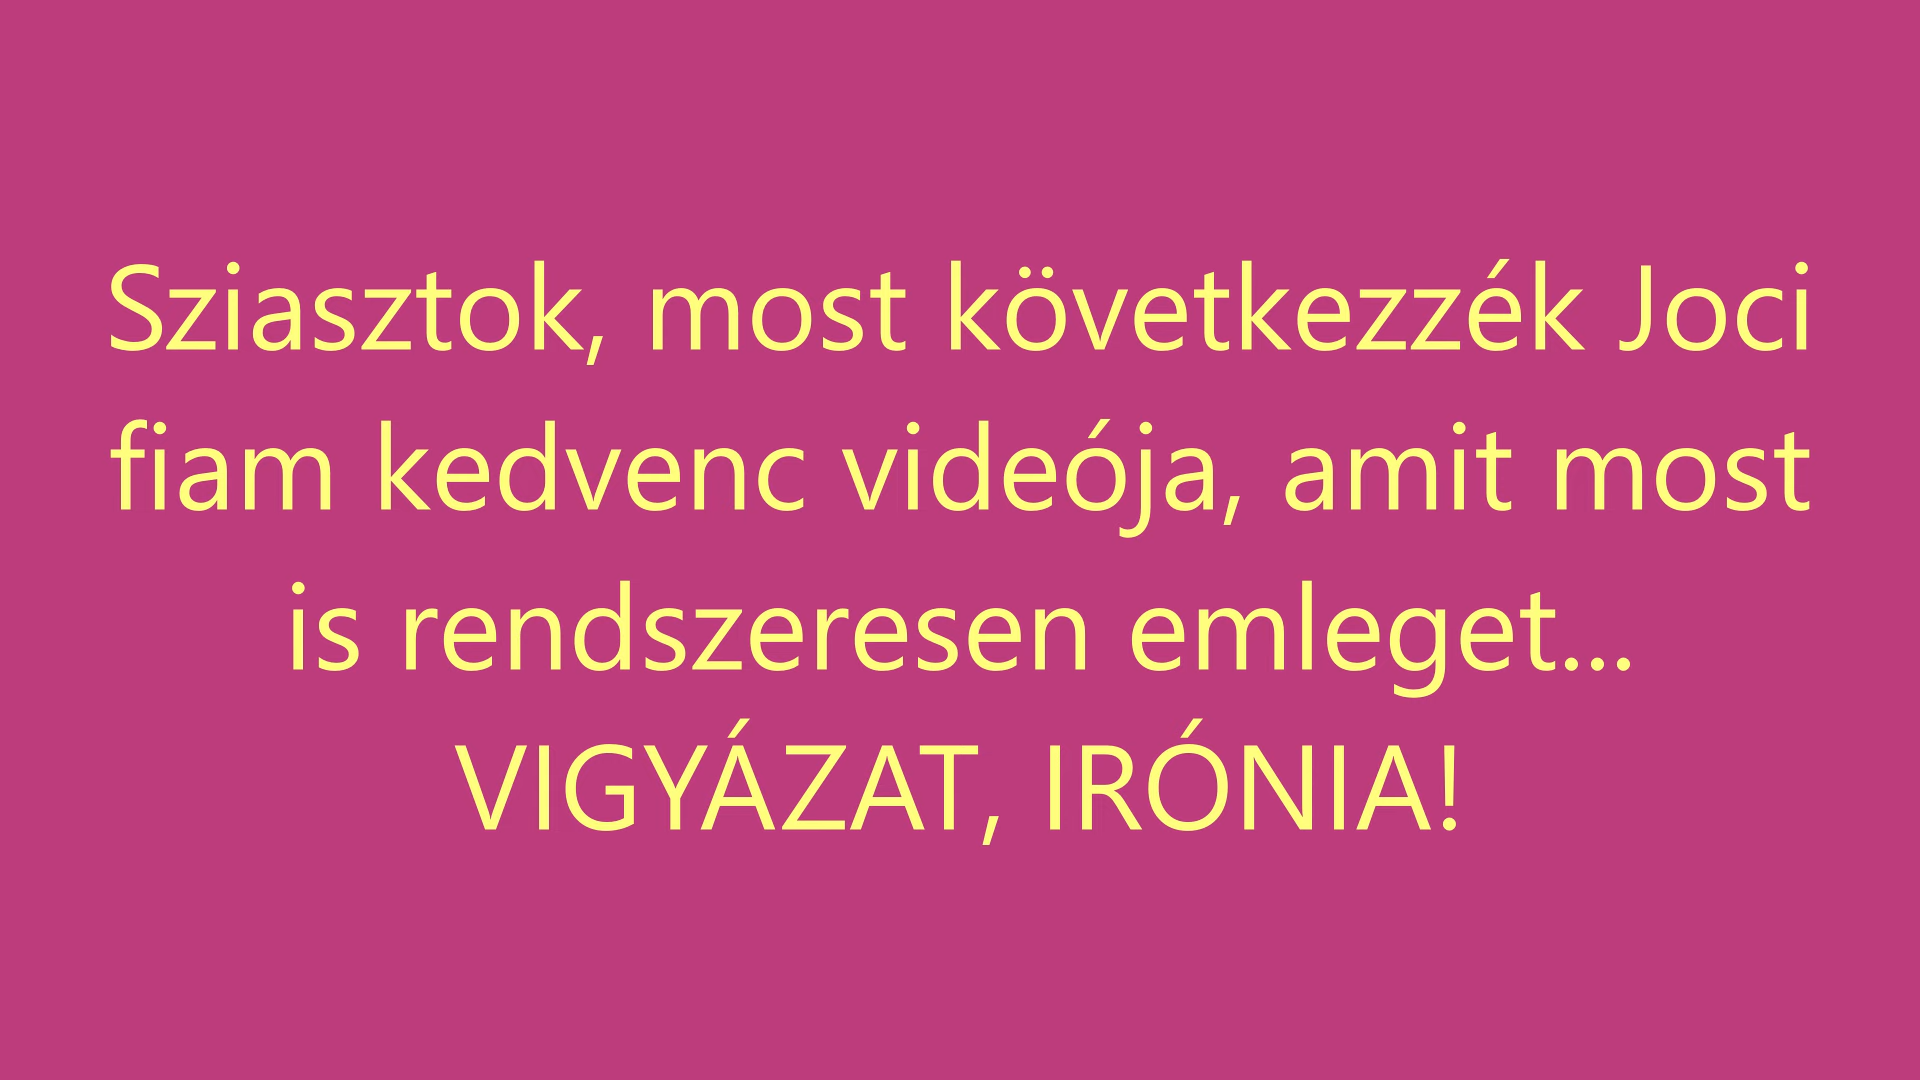 Sziasztok, most következzék Joci
fiam kedvenc videója, amit most
is rendszeresen emleget...
VIGYÁZAT, IRÓNIA!